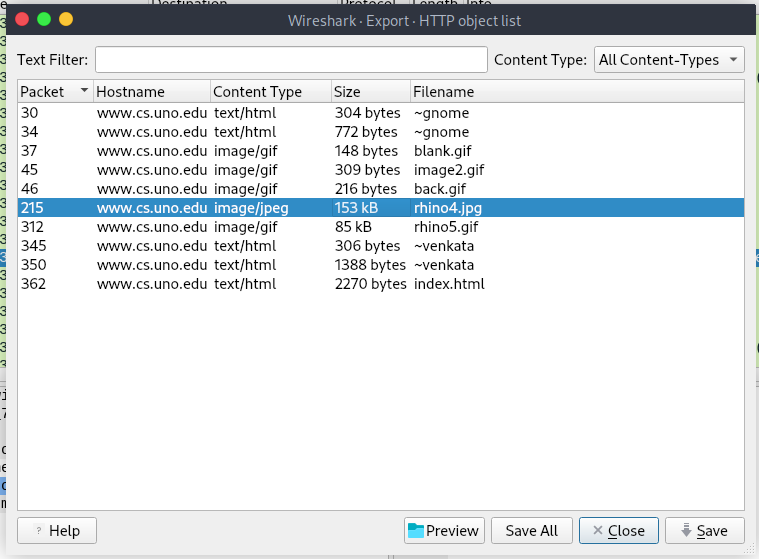 Wireshark · Export · HTTP object list
Text Filter: Content Type: All Content-Types
Packet Hostname Content Type Size Filename
30 www.cs.uno.edu text/html 304 bytes ~gnome
34 www.cs.uno.edu text/html 772 bytes ~gnome
37 www.cs.uno.edu image/gif 148 bytes blank.gif
45 www.cs.uno.edu image/gif 309 bytes image2.gif
46 www.cs.uno.edu image/gif 216 bytes back.gif
215 www.cs.uno.edu image/jpeg 153 kB rhino4.jpg
312 www.cs.uno.edu image/gif 85 kB rhino5.gif
345 www.cs.uno.edu text/html 306 bytes ~venkata
350 www.cs.uno.edu text/html 1388 bytes ~venkata
362 www.cs.uno.edu text/html 2270 bytes index.html
? Help Preview Save All Close Save